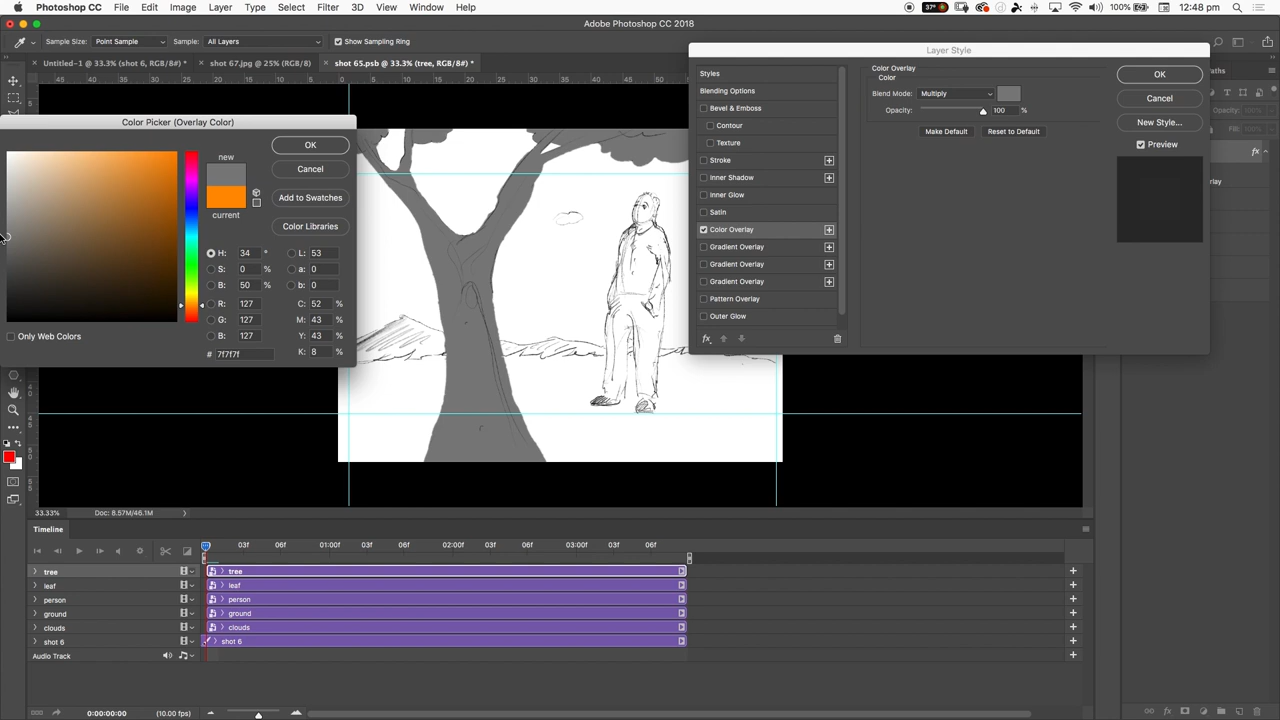 Photoshop CC File Edit Image Layer Type Select Filter 3D View Window Help 37° 100% 12:48 pm
Adobe Photoshop CC 2018
Sample Size: Point Sample Sample: All Layers Show Sampling Ring
Untitled-1 @ 33.3% (shot 6, RGB/8#) * shot 67.jpg @ 25% (RGB/8) shot 65.psb @ 33.3% (tree, RGB/8#) *
Layer Style
Styles
Blending Options
Bevel & Emboss
Contour
Texture
Stroke
Inner Shadow
Inner Glow
Satin
Color Overlay
Gradient Overlay
Gradient Overlay
Gradient Overlay
Pattern Overlay
Outer Glow
fx
Color Overlay
Color
Blend Mode: Multiply
Opacity: 100 %
Make Default Reset to Default
OK
Cancel
New Style...
Preview
Color Picker (Overlay Color)
new
current
OK
Cancel
Add to Swatches
Color Libraries
H: 34 ° L: 53
S: 0 % a: 0
B: 50 % b: 0
R: 127 C: 52 %
G: 127 M: 43 %
B: 127 Y: 43 %
# 7f7f7f K: 8 %
Only Web Colors
33.33% Doc: 8.57M/46.1M
Timeline
03f 06f 01:00f 03f 06f 02:00f 03f 06f 03:00f 03f 06f
tree tree
leaf leaf
person person
ground ground
clouds clouds
shot 6 shot 6
Audio Track
0:00:00:00 (10.00 fps)